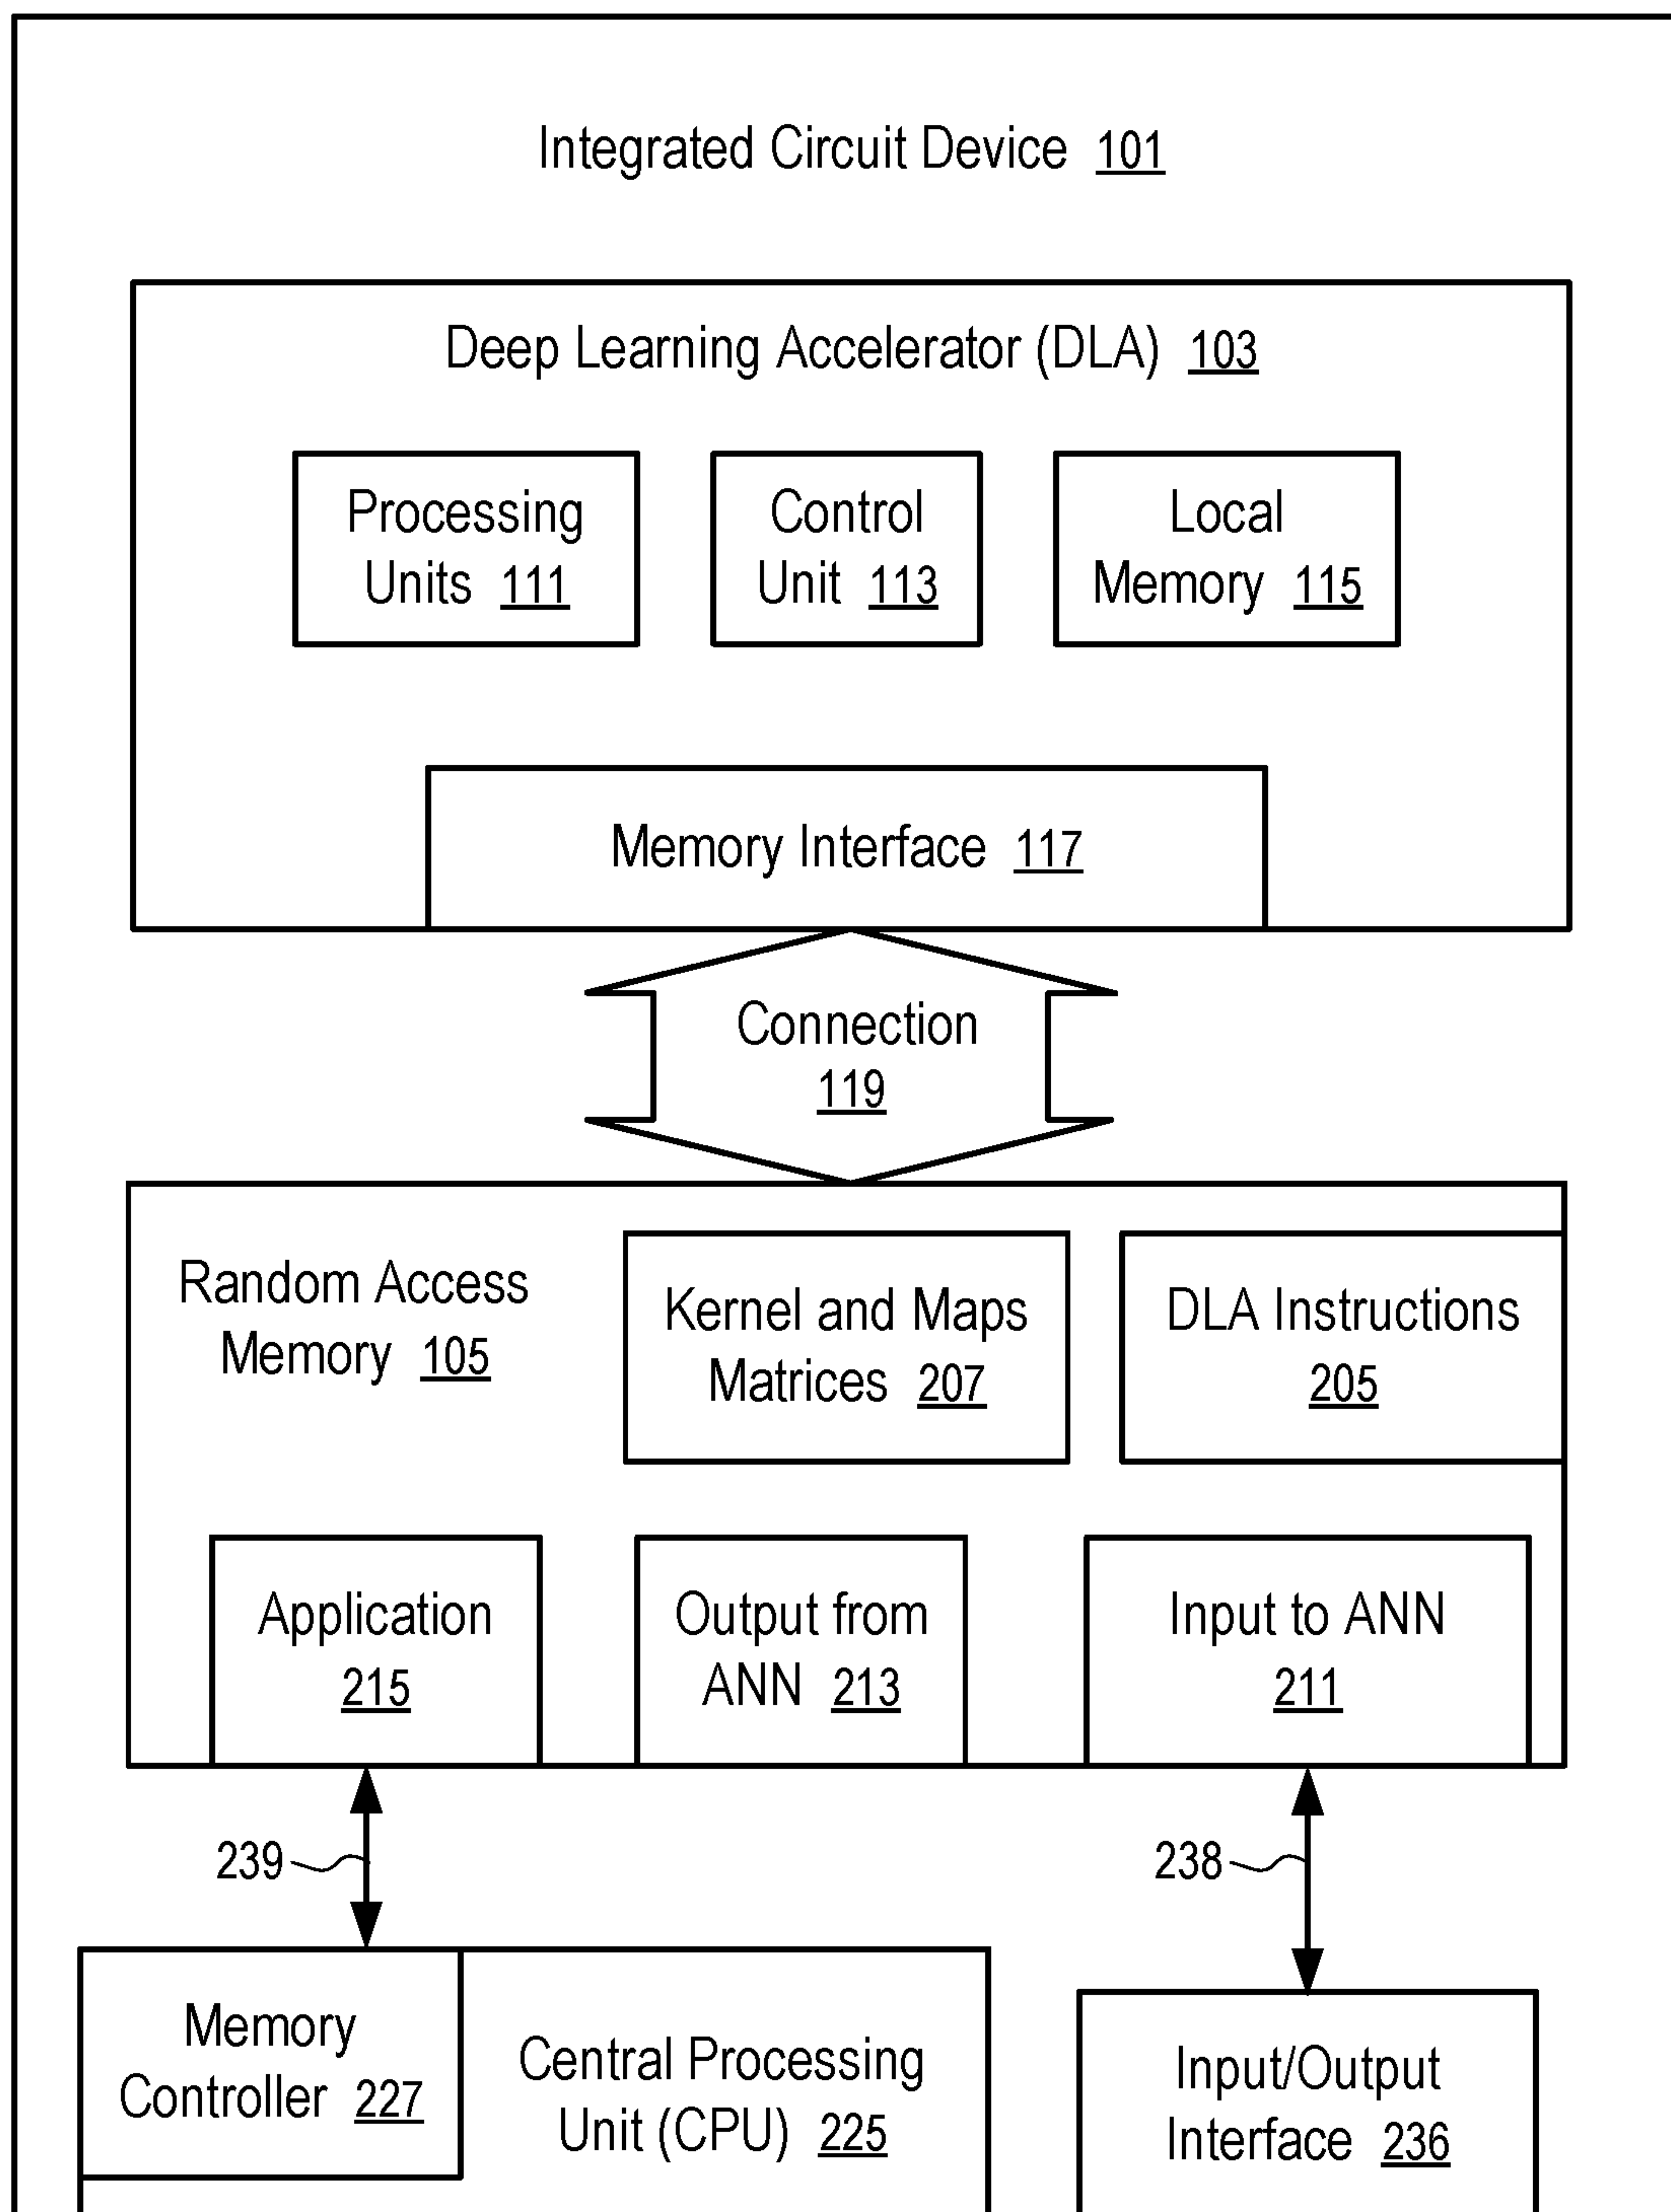 Integrated Circuit Device 101
Deep Learning Accelerator (DLA) 103
Processing
Units 111
Control
Unit 113
Local
Memory 115
Memory Interface 117
Connection
119
Random Access
Memory 105
Kernel and Maps
Matrices 207
DLA Instructions
205
Application
215
Output from
ANN 213
Input to ANN
211
239
238
Memory
Controller 227
Central Processing
Unit (CPU) 225
Input/Output
Interface 236